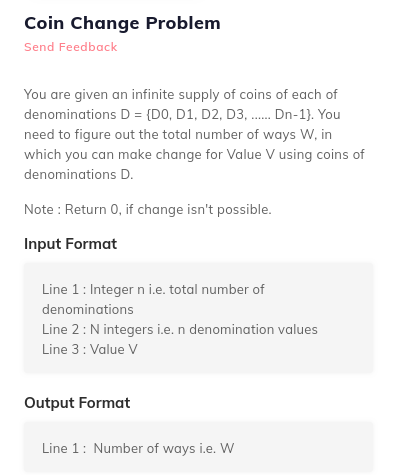 Coin Change Problem
Send Feedback
You are given an infinite supply of coins of each of
denominations D = {D0, D1, D2, D3, ...... Dn-1}. You
need to figure out the total number of ways W, in
which you can make change for Value V using coins of
denominations D.
Note : Return 0, if change isn't possible.
Input Format
Line 1 : Integer n i.e. total number of
denominations
Line 2 : N integers i.e. n denomination values
Line 3 : Value V
Output Format
Line 1 :  Number of ways i.e. W